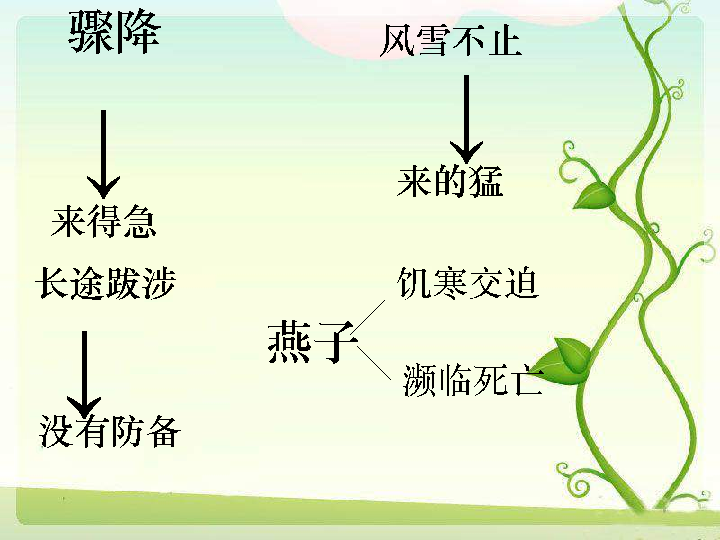 骤降
风雪不止
来的猛
来得急
长途跋涉
饥寒交迫
燕子
濒临死亡
没有防备